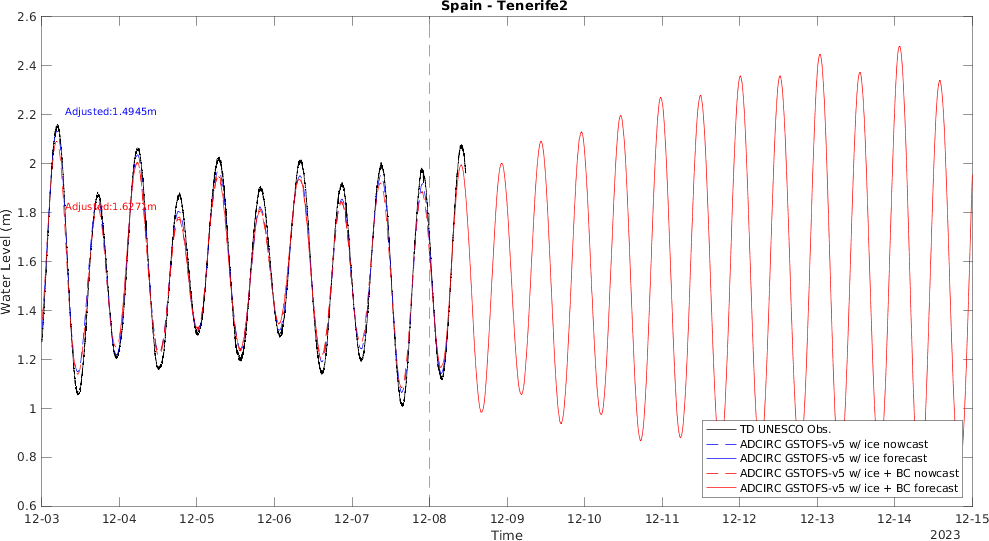 Spain - Tenerife2
2.6
2.4
2.2
2
1.8
1.6
1.4
1.2
1
0.8
0.6
Water Level (m)
Adjusted:1.4945m
Adjusted:1.6271m
TD UNESCO Obs.
ADCIRC GSTOFS-v5 w/ ice nowcast
ADCIRC GSTOFS-v5 w/ ice forecast
ADCIRC GSTOFS-v5 w/ ice + BC nowcast
ADCIRC GSTOFS-v5 w/ ice + BC forecast
12-03 12-04 12-05 12-06 12-07 12-08 12-09 12-10 12-11 12-12 12-13 12-14 12-15
Time
2023